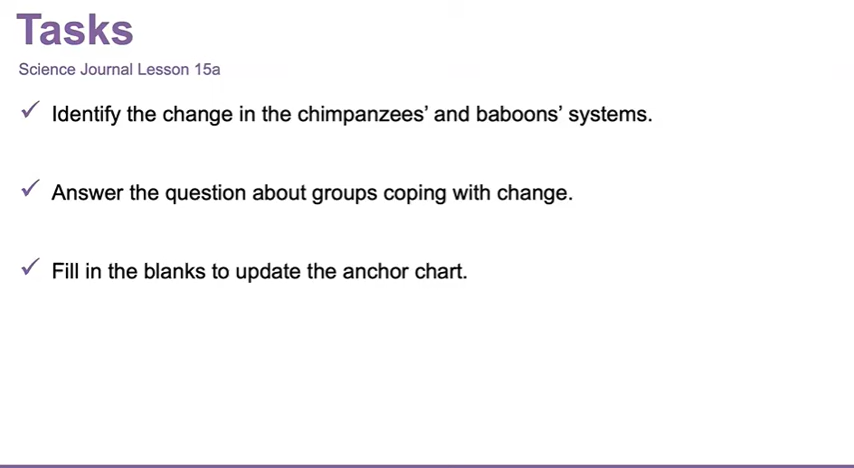 Tasks
Science Journal Lesson 15a
✓ Identify the change in the chimpanzees’ and baboons’ systems.
✓ Answer the question about groups coping with change.
✓ Fill in the blanks to update the anchor chart.